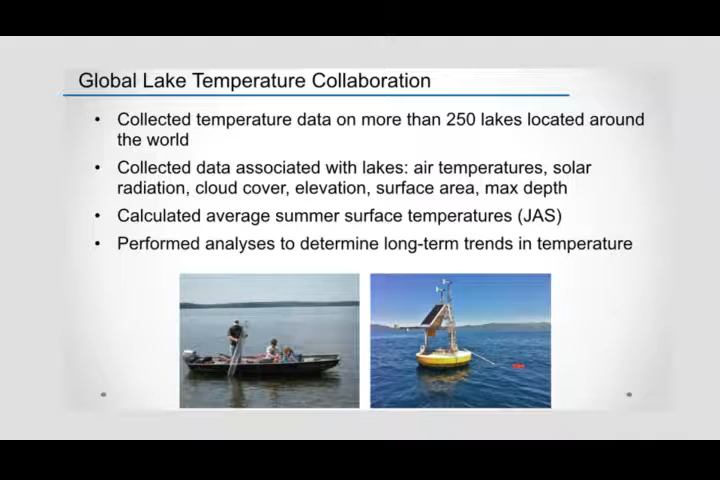 Global Lake Temperature Collaboration
• Collected temperature data on more than 250 lakes located around
the world
• Collected data associated with lakes: air temperatures, solar
radiation, cloud cover, elevation, surface area, max depth
• Calculated average summer surface temperatures (JAS)
• Performed analyses to determine long-term trends in temperature